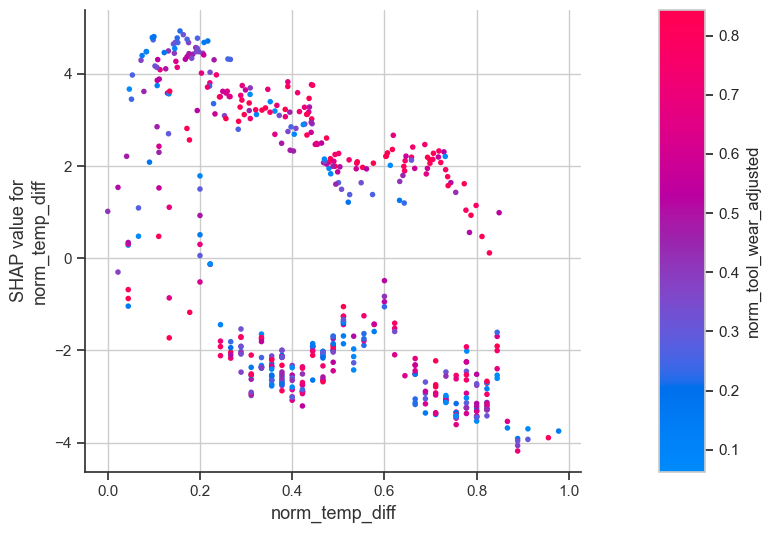 4
2
0
−2
−4
SHAP value for
norm_temp_diff
0.0 0.2 0.4 0.6 0.8 1.0
norm_temp_diff
0.8
0.7
0.6
0.5
0.4
0.3
0.2
0.1
norm_tool_wear_adjusted